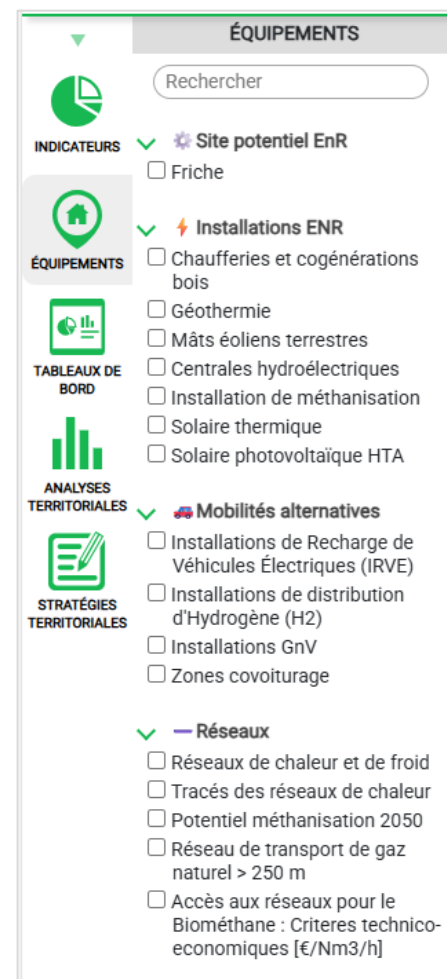 ÉQUIPEMENTS
Rechercher
INDICATEURS
ÉQUIPEMENTS
TABLEAUX DE
BORD
ANALYSES
TERRITORIALES
STRATÉGIES
TERRITORIALES
Site potentiel EnR
Friche
Installations ENR
Chaufferies et cogénérations
bois
Géothermie
Mâts éoliens terrestres
Centrales hydroélectriques
Installation de méthanisation
Solaire thermique
Solaire photovoltaïque HTA
Mobilités alternatives
Installations de Recharge de
Véhicules Électriques (IRVE)
Installations de distribution
d'Hydrogène (H2)
Installations GnV
Zones covoiturage
Réseaux
Réseaux de chaleur et de froid
Tracés des réseaux de chaleur
Potentiel méthanisation 2050
Réseau de transport de gaz
naturel > 250 m
Accès aux réseaux pour le
Biométhane : Criteres technico-
economiques [€/Nm3/h]